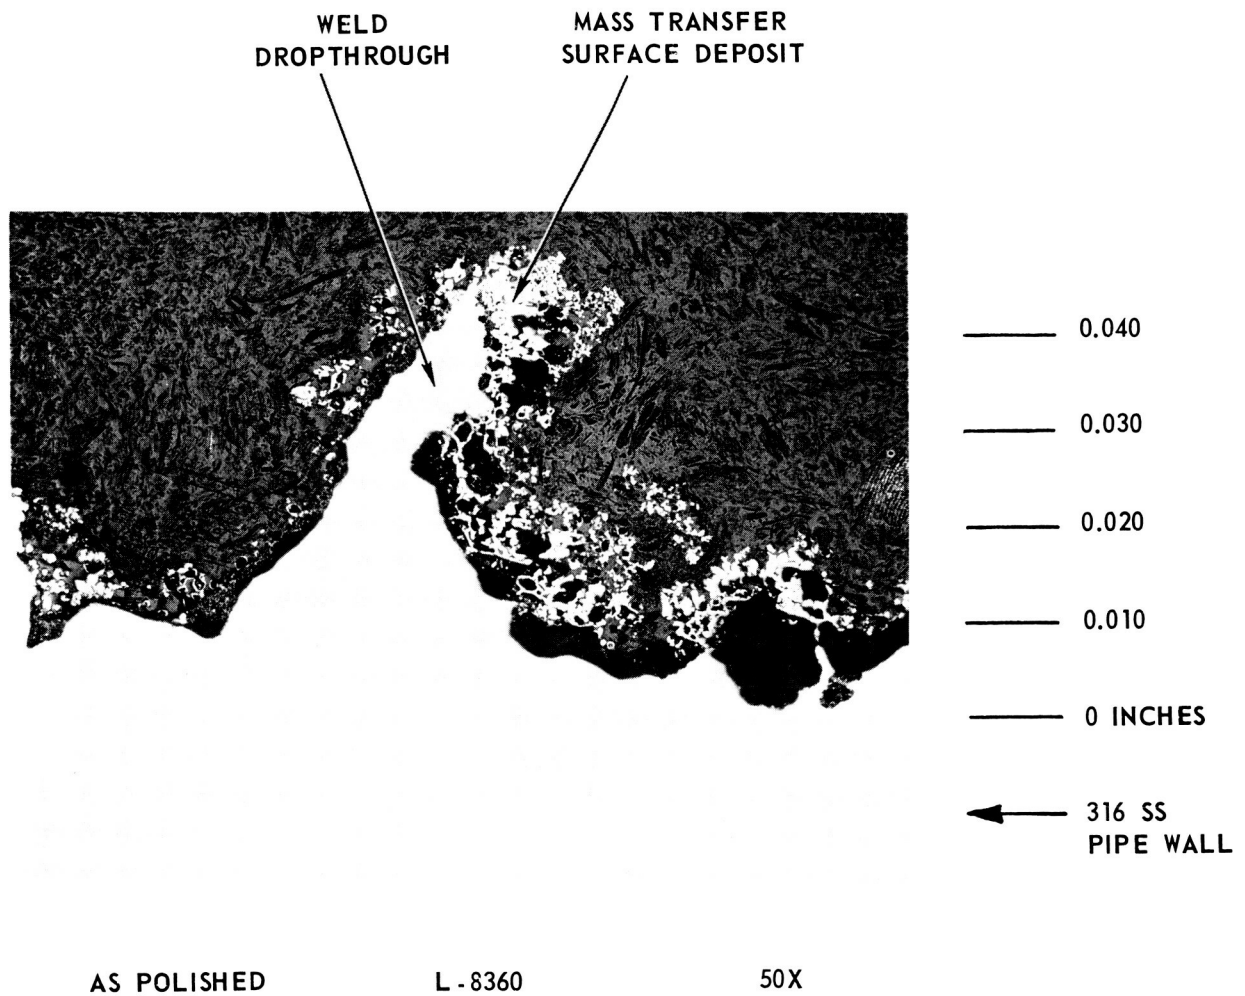 WELD
DROPTHROUGH
MASS TRANSFER
SURFACE DEPOSIT
0.040
0.030
0.020
0.010
0 INCHES
316 SS
PIPE WALL
AS POLISHED
L-8360
50X